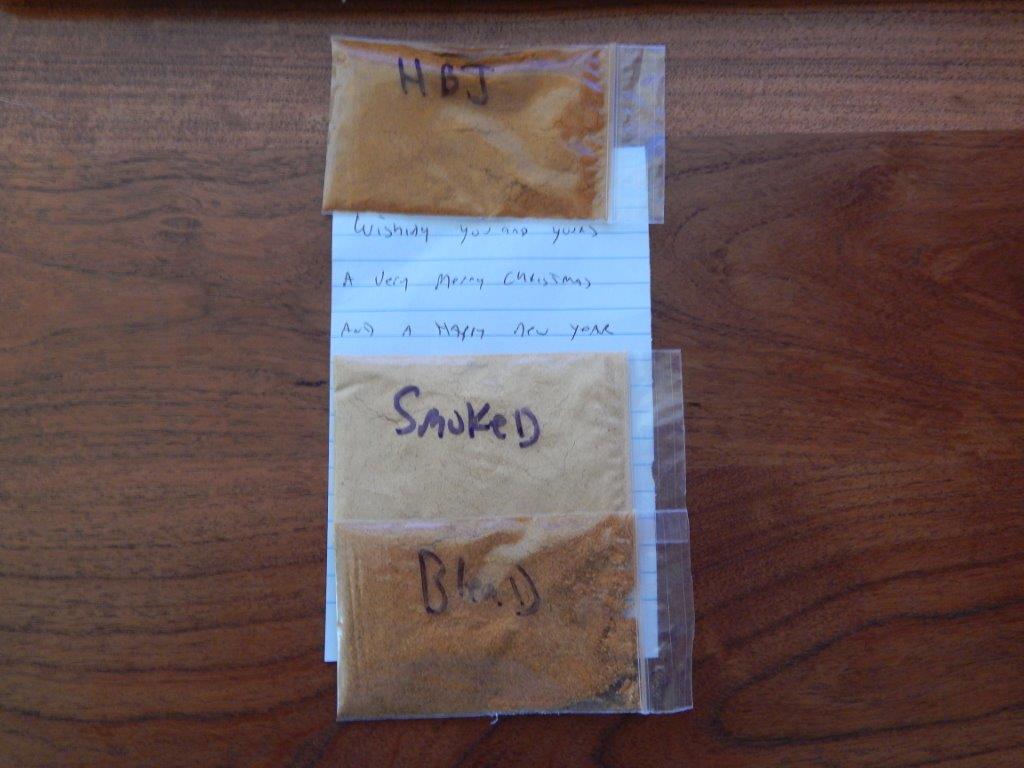 HBJ
Wishing you and yours
A Very Merry Christmas
And A Happy New Year
SmokeD
BlenD